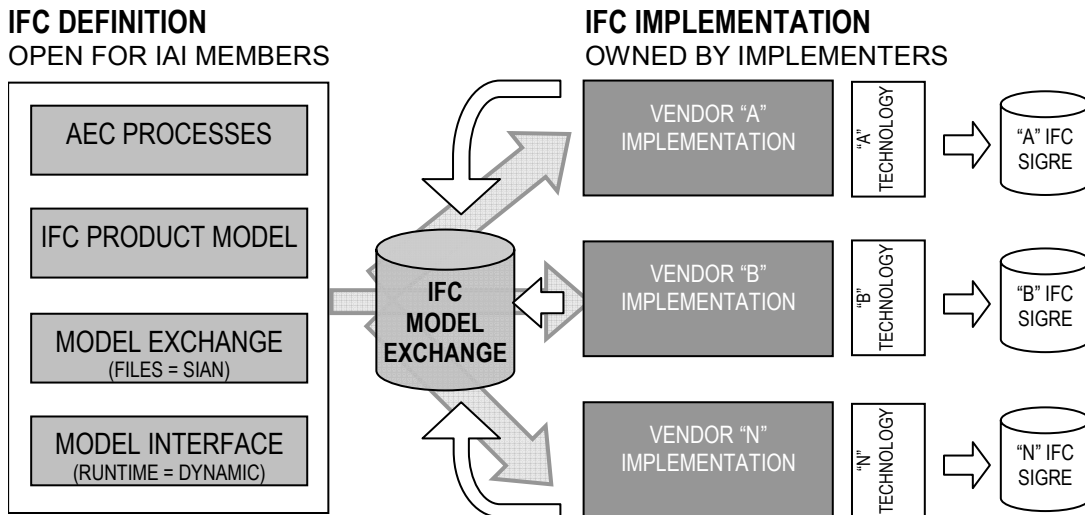 IFC DEFINITION
OPEN FOR IAI MEMBERS
AEC PROCESSES
IFC PRODUCT MODEL
MODEL EXCHANGE
(FILES = SIAN)
MODEL INTERFACE
(RUNTIME = DYNAMIC)
IFC
MODEL
EXCHANGE
IFC IMPLEMENTATION
OWNED BY IMPLEMENTERS
VENDOR “A”
IMPLEMENTATION
“A”
TECHNOLOGY
“A” IFC
SIGRE
VENDOR “B”
IMPLEMENTATION
“B”
TECHNOLOGY
“B” IFC
SIGRE
VENDOR “N”
IMPLEMENTATION
“N”
TECHNOLOGY
“N” IFC
SIGRE